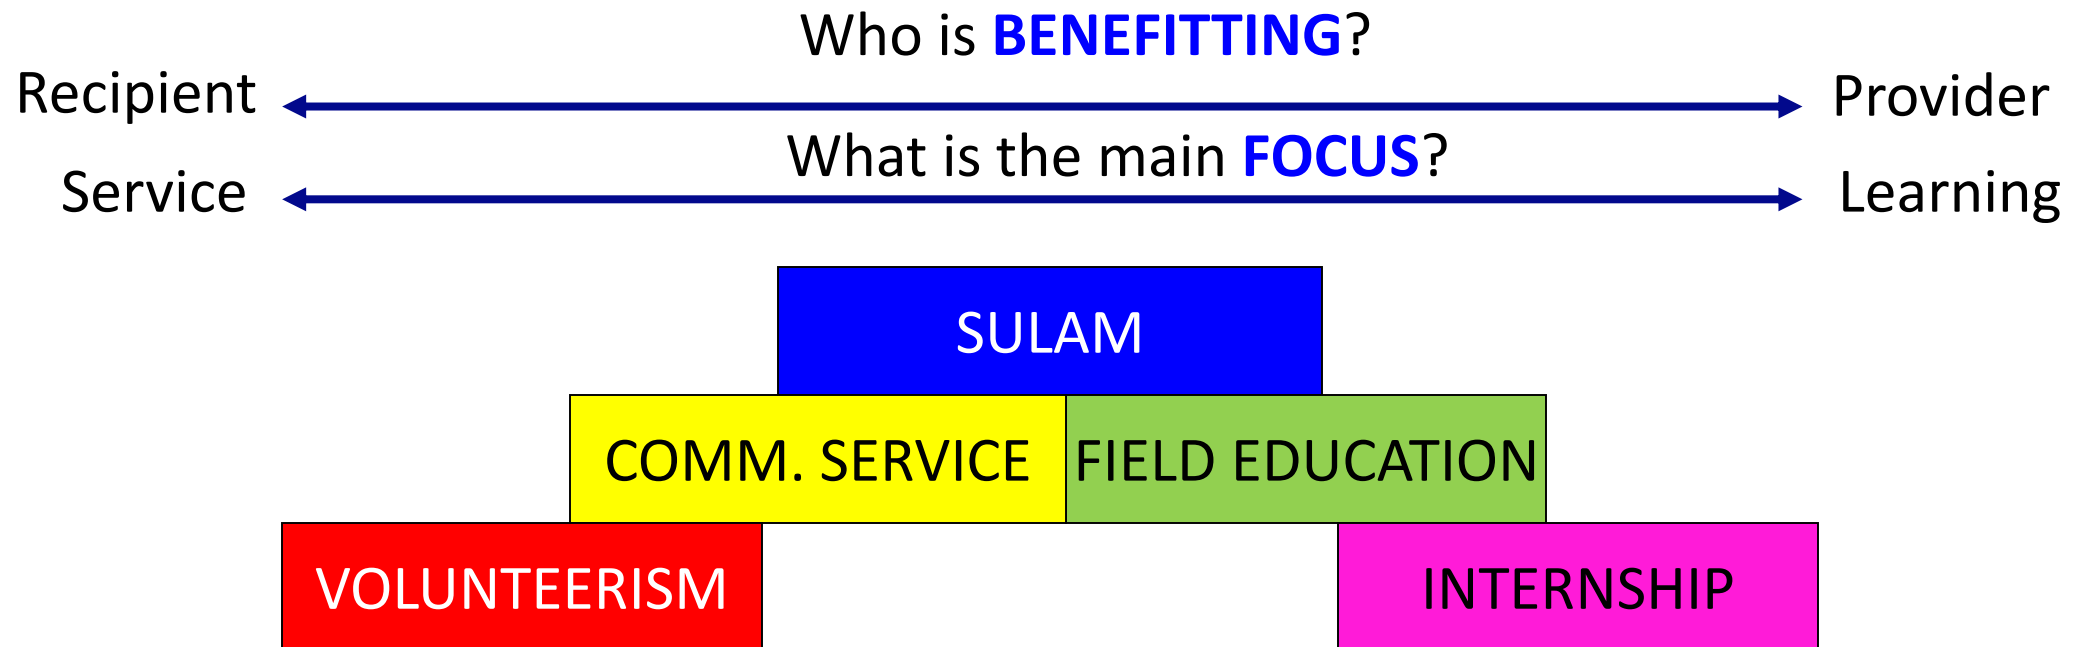 Who is BENEFITTING?
Recipient
Provider
What is the main FOCUS?
Service
Learning
SULAM
COMM. SERVICE
FIELD EDUCATION
VOLUNTEERISM
INTERNSHIP